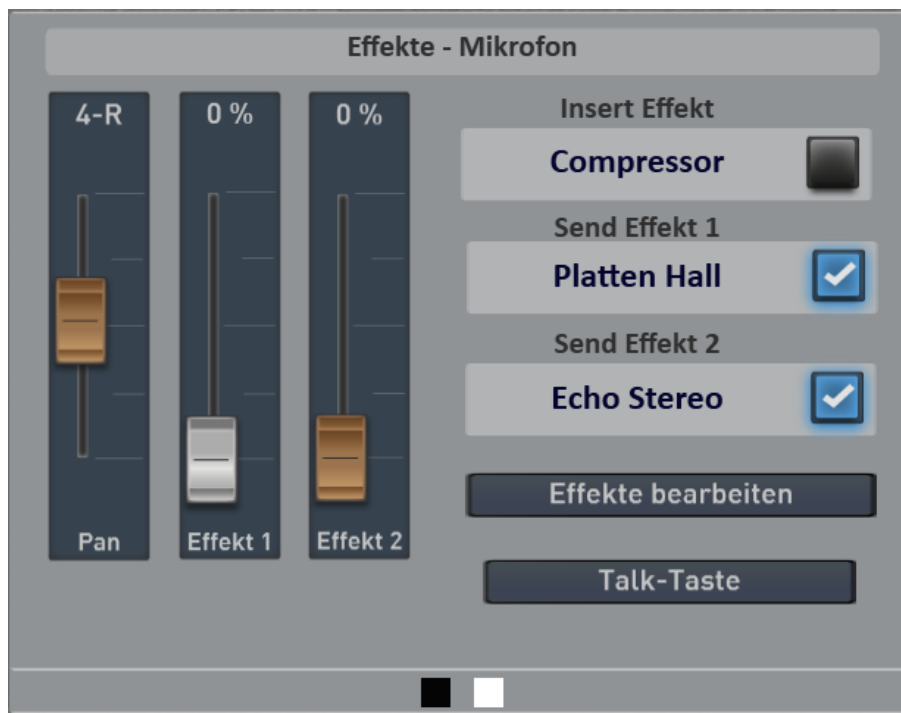 Effekte - Mikrofon
4-R
0 %
0 %
Pan
Effekt 1
Effekt 2
Insert Effekt
Compressor
Send Effekt 1
Platten Hall
Send Effekt 2
Echo Stereo
Effekte bearbeiten
Talk-Taste